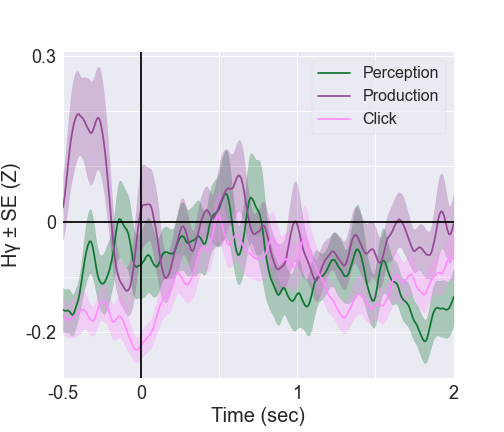 0.3
0
-0.2
Hγ ± SE (Z)
Perception
Production
Click
-0.5 0 1 2
Time (sec)